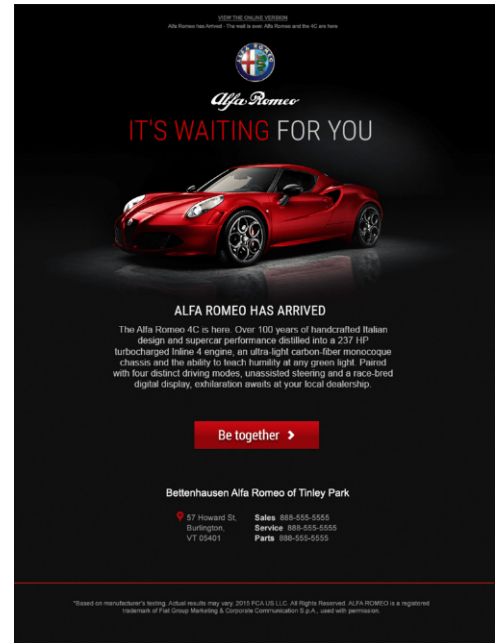 VIEW THE ONLINE VERSION
Alfa Romeo has Arrived - The wait is over. Alfa Romeo and the 4C are here.
ALFA ROMEO
Alfa Romeo
IT'S WAITING FOR YOU
ALFA ROMEO HAS ARRIVED
The Alfa Romeo 4C is here. Over 100 years of handcrafted Italian
design and supercar performance distilled into a 237 HP
turbocharged Inline 4 engine, an ultra-light carbon-fiber monocoque
chassis and the ability to teach humility at any green light. Paired
with four distinct driving modes, unassisted steering and a race-bred
digital display, exhilaration awaits at your local dealership.
Be together
Bettenhausen Alfa Romeo of Tinley Park
57 Howard St, Sales 888-555-5555
Burlington, Service 888-555-5555
VT 05401 Parts 888-555-5555
*Based on manufacturer's testing. Actual results may vary. 2015 FCA US LLC. All Rights Reserved. ALFA ROMEO is a registered
trademark of Fiat Group Marketing & Corporate Communication S.p.A., used with permission.